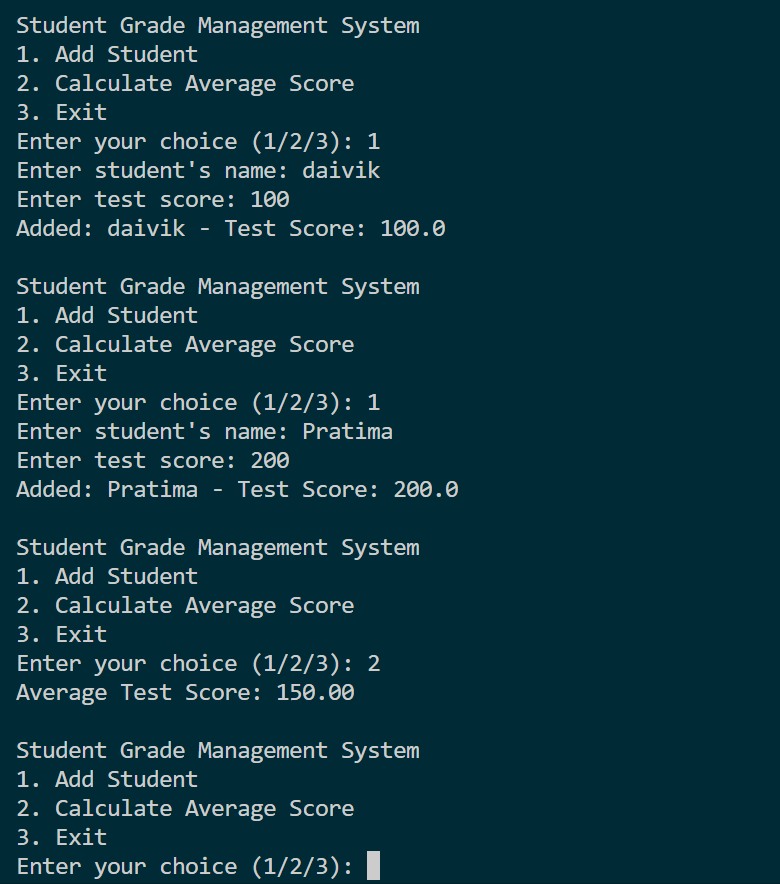 Student Grade Management System
1. Add Student
2. Calculate Average Score
3. Exit
Enter your choice (1/2/3): 1
Enter student's name: daivik
Enter test score: 100
Added: daivik - Test Score: 100.0

Student Grade Management System
1. Add Student
2. Calculate Average Score
3. Exit
Enter your choice (1/2/3): 1
Enter student's name: Pratima
Enter test score: 200
Added: Pratima - Test Score: 200.0

Student Grade Management System
1. Add Student
2. Calculate Average Score
3. Exit
Enter your choice (1/2/3): 2
Average Test Score: 150.00

Student Grade Management System
1. Add Student
2. Calculate Average Score
3. Exit
Enter your choice (1/2/3):